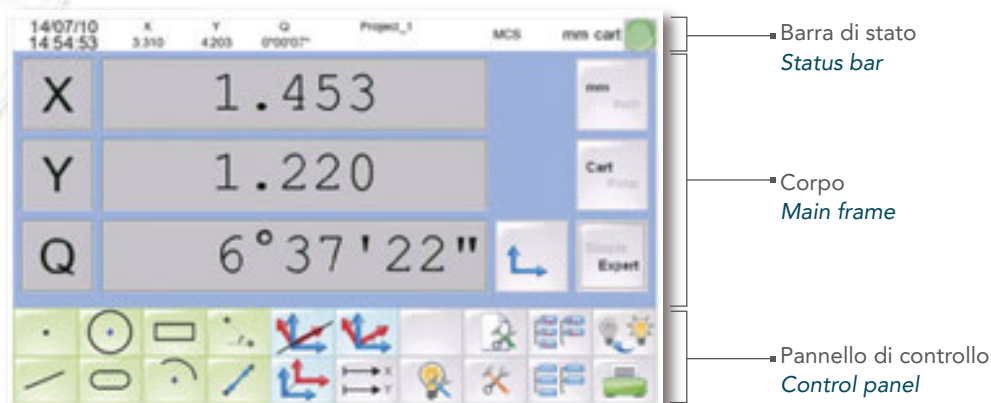 14/07/10 X Y Q Project_1 MCS mm cart
14:54:53 3.310 4.203 0°00'07"
Barra di stato
Status bar
X 1.453 mm
Inch
Y 1.220 Cart
Polar
Corpo
Main frame
Q 6°37'22" Simple
Expert
X
Y
Pannello di controllo
Control panel